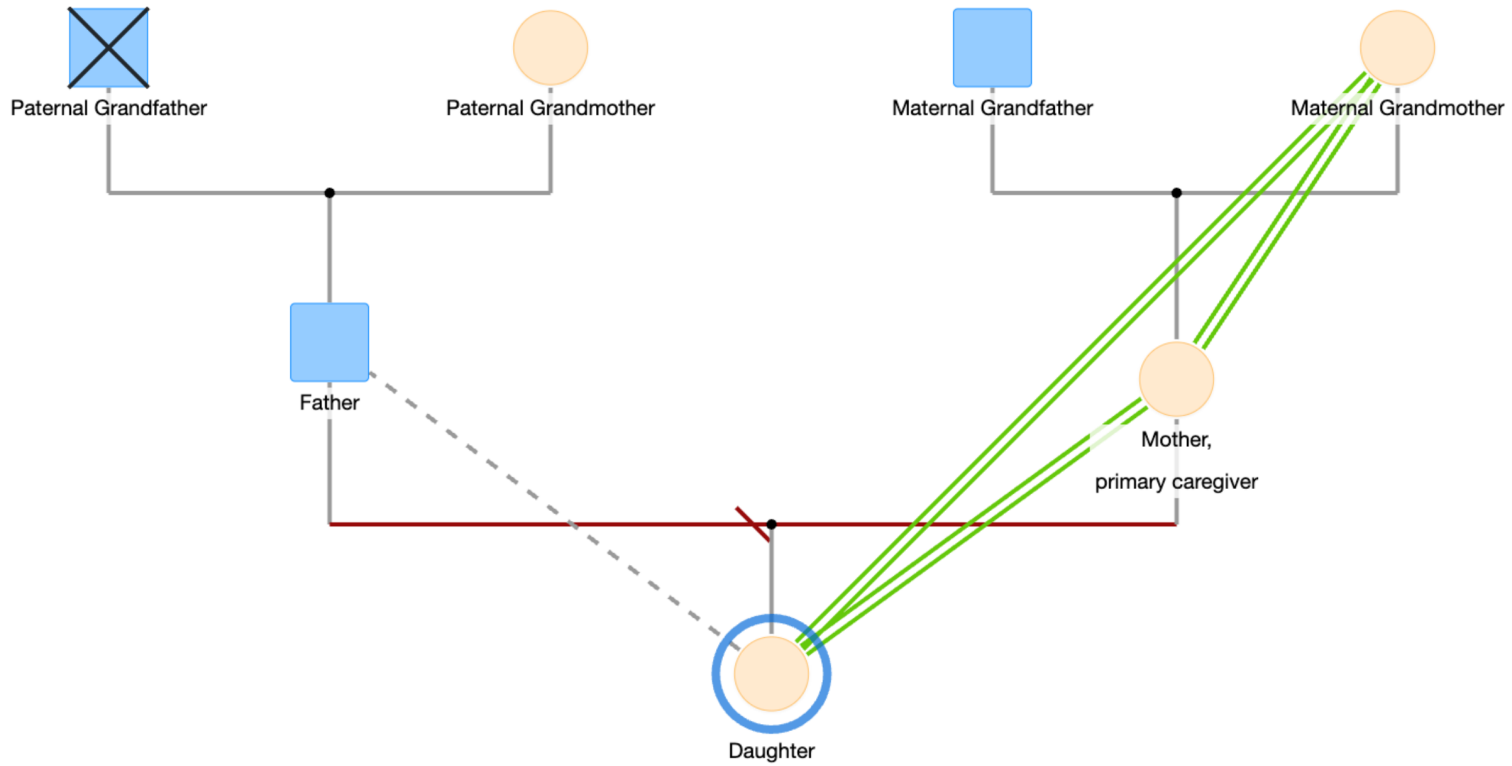 Paternal Grandfather
Paternal Grandmother
Maternal Grandfather
Maternal Grandmother
Father
Mother,
primary caregiver
Daughter